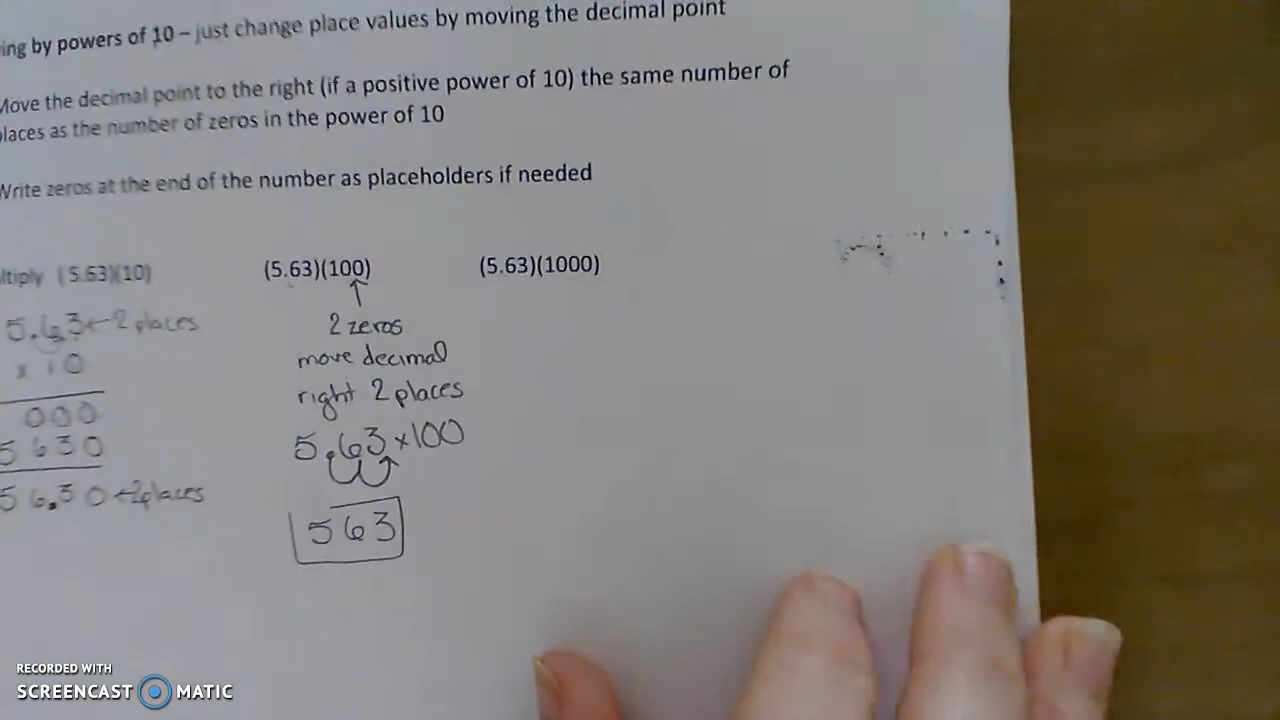 ing by powers of 10 – just change place values by moving the decimal point
Move the decimal point to the right (if a positive power of 10) the same number of
places as the number of zeros in the power of 10
Write zeros at the end of the number as placeholders if needed
ltiply (5.63)(10) (5.63)(100) (5.63)(1000)
5.63 ← 2 places
x 10
000
5630
56.30 ← 2 places
↑
2 zeros
move decimal
right 2 places
5.63 x 100
563
RECORDED WITH
SCREENCAST MATIC